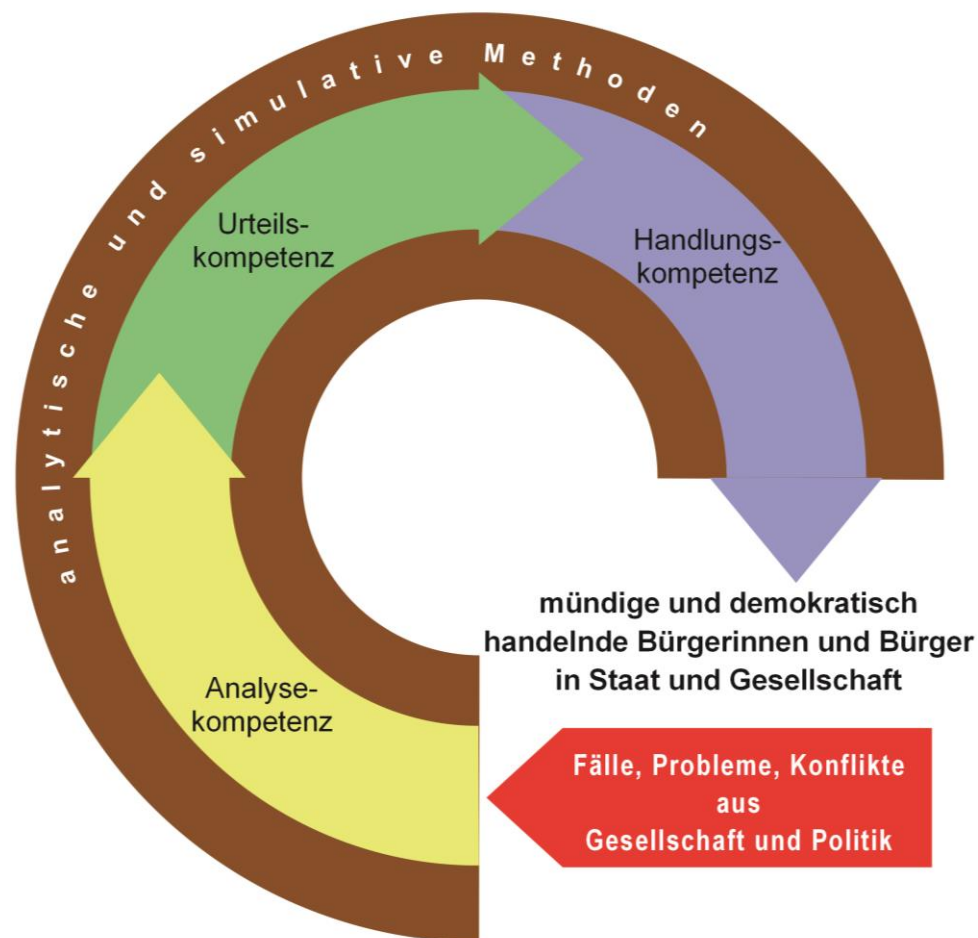 analytische und simulative Methoden
Urteils-
kompetenz
Handlungs-
kompetenz
Analyse-
kompetenz
mündige und demokratisch
handelnde Bürgerinnen und Bürger
in Staat und Gesellschaft
Fälle, Probleme, Konflikte
aus
Gesellschaft und Politik